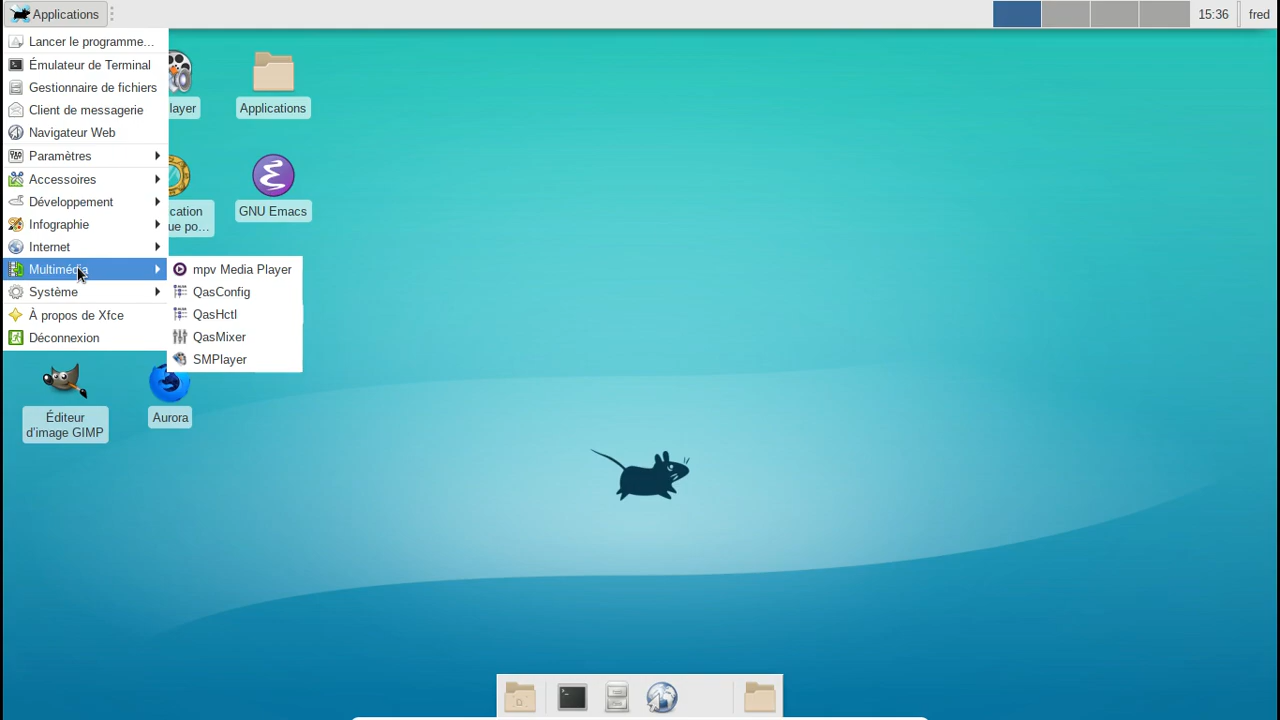 Applications
15:36
fred
Lancer le programme...
Émulateur de Terminal
Gestionnaire de fichiers
Client de messagerie
Navigateur Web
Paramètres
Accessoires
Développement
Infographie
Internet
Multimédia
Système
À propos de Xfce
Déconnexion
mpv Media Player
QasConfig
QasHctl
QasMixer
SMPlayer
layer
Applications
cation
ue po...
GNU Emacs
Éditeur
d'image GIMP
Aurora